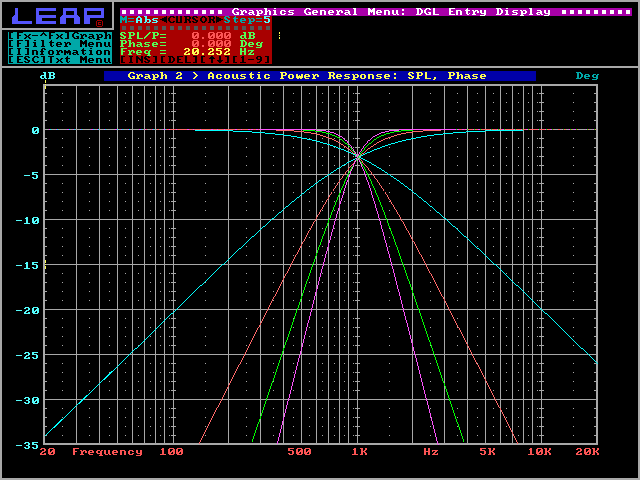 LEAP
Graphics General Menu: DGL Entry Display
M=Abs <CURSOR> Step=5
[Fx-^Fx]Graph
SPL/P= 0.000 dB
[F]ilter Menu
Phase= 0.000 Deg
[I]nformation
Freq = 20.252 Hz
[ESC]Txt Menu
[INS][DEL][↑↓][1-9]
dB
Graph 2 > Acoustic Power Response: SPL, Phase
Deg
0
-5
-10
-15
-20
-25
-30
-35
20 Frequency 100 500 1K Hz 5K 10K 20K